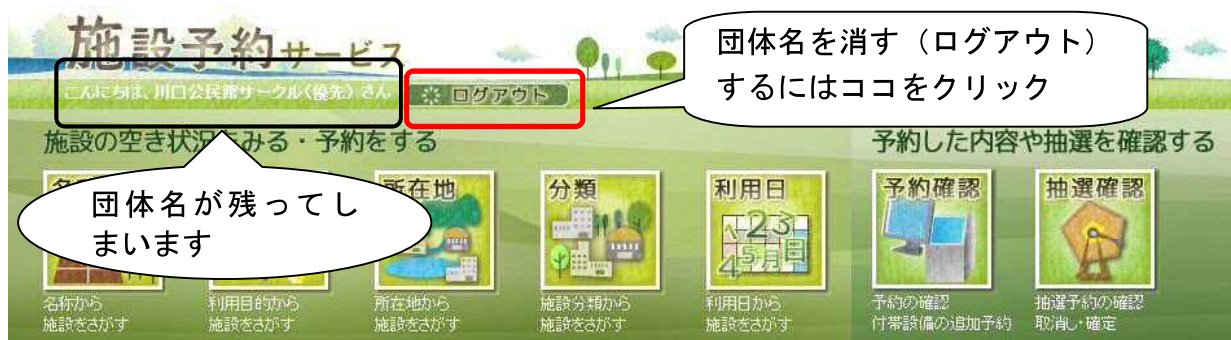 施設予約サービス
団体名を消す（ログアウト）
するにはココをクリック
こんにちは、川口公民館サークル(優先) さん
ログアウト
施設の空き状況をみる・予約をする
予約した内容や抽選を確認する
団体名が残ってし
まいます
所在地
分類
利用日
予約確認
抽選確認
名称から
施設をさがす
利用目的から
施設をさがす
所在地から
施設をさがす
施設分類から
施設をさがす
利用日から
施設をさがす
予約の確認
付帯設備の追加予約
抽選予約の確認
取消し・確定